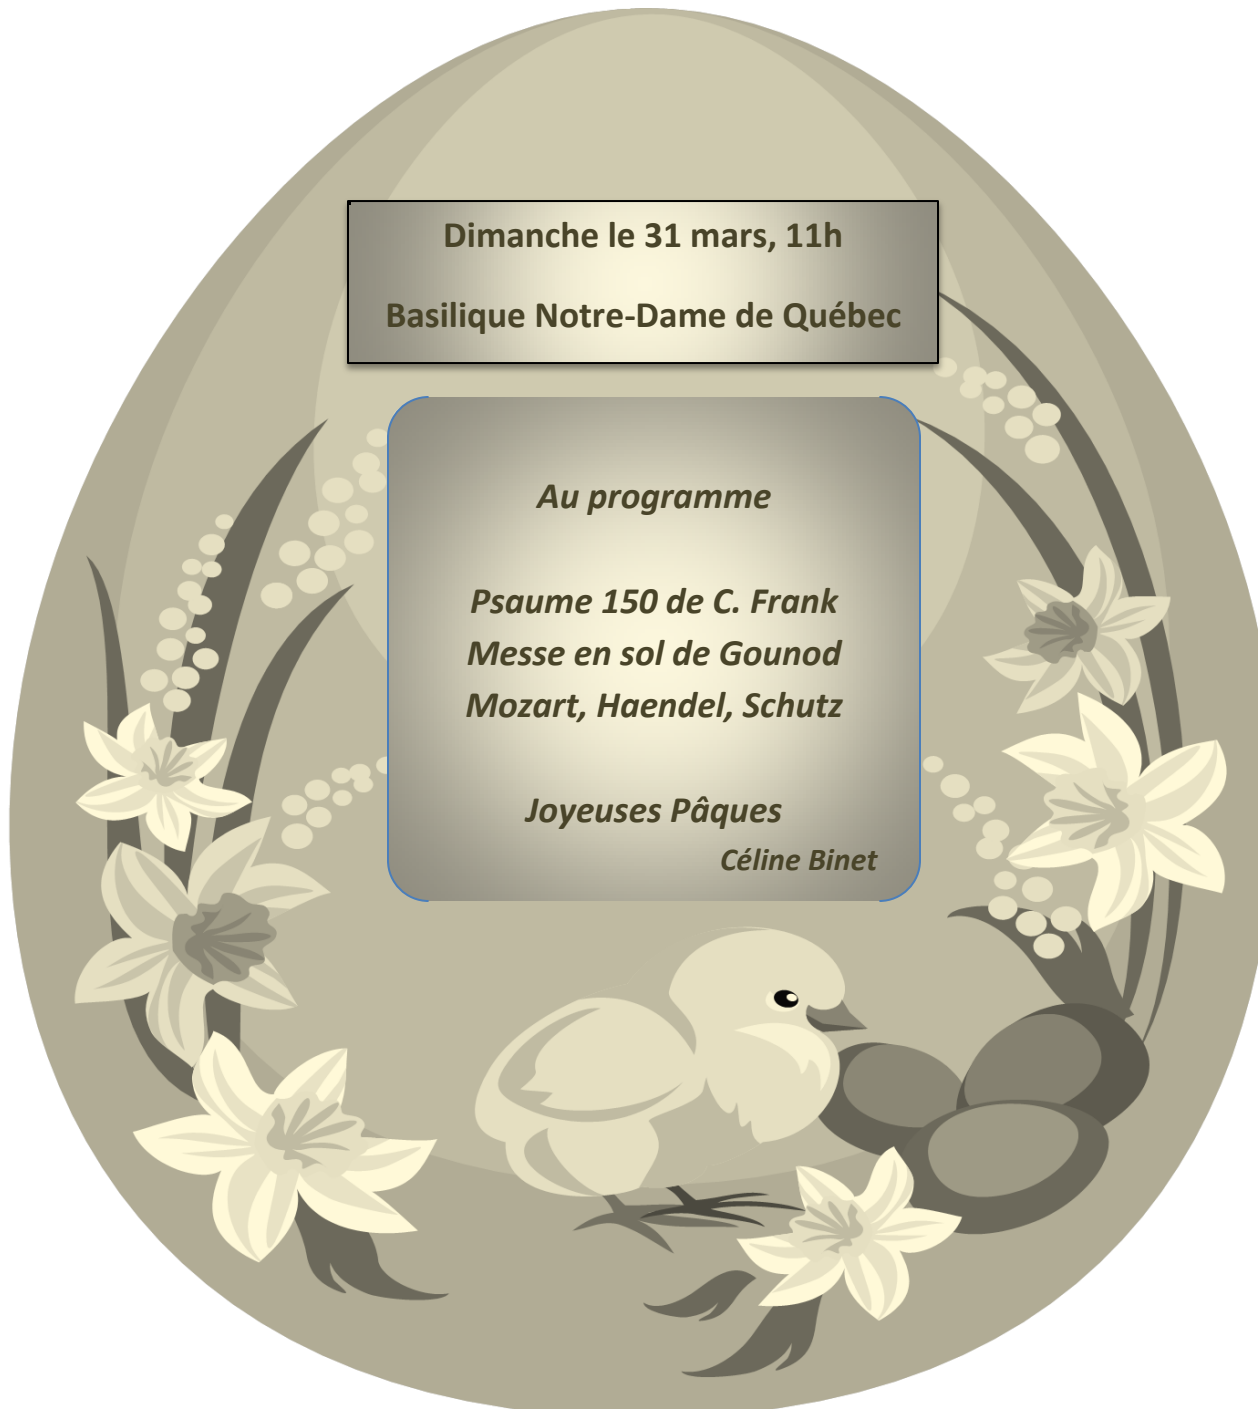 Dimanche le 31 mars, 11h
Basilique Notre-Dame de Québec
Au programme
Psaume 150 de C. Frank
Messe en sol de Gounod
Mozart, Haendel, Schutz
Joyeuses Pâques
Céline Binet